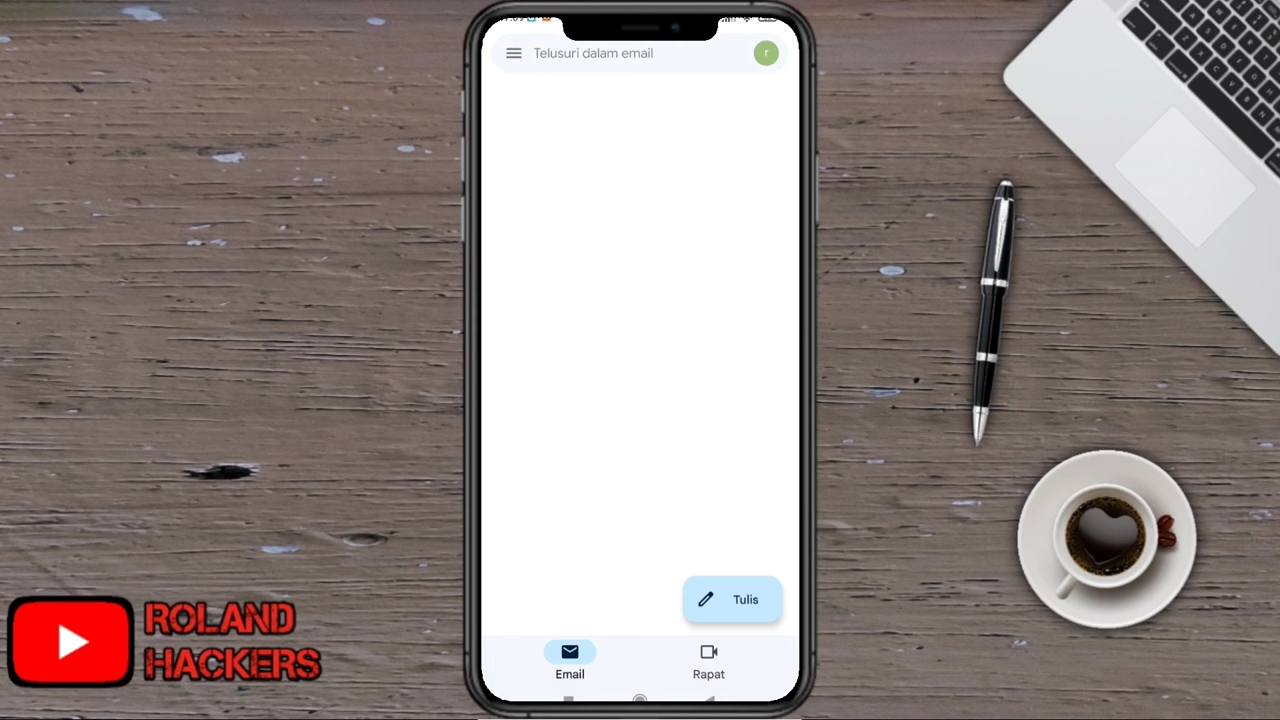 Telusuri dalam email
r
Tulis
Email
Rapat
ROLAND
HACKERS